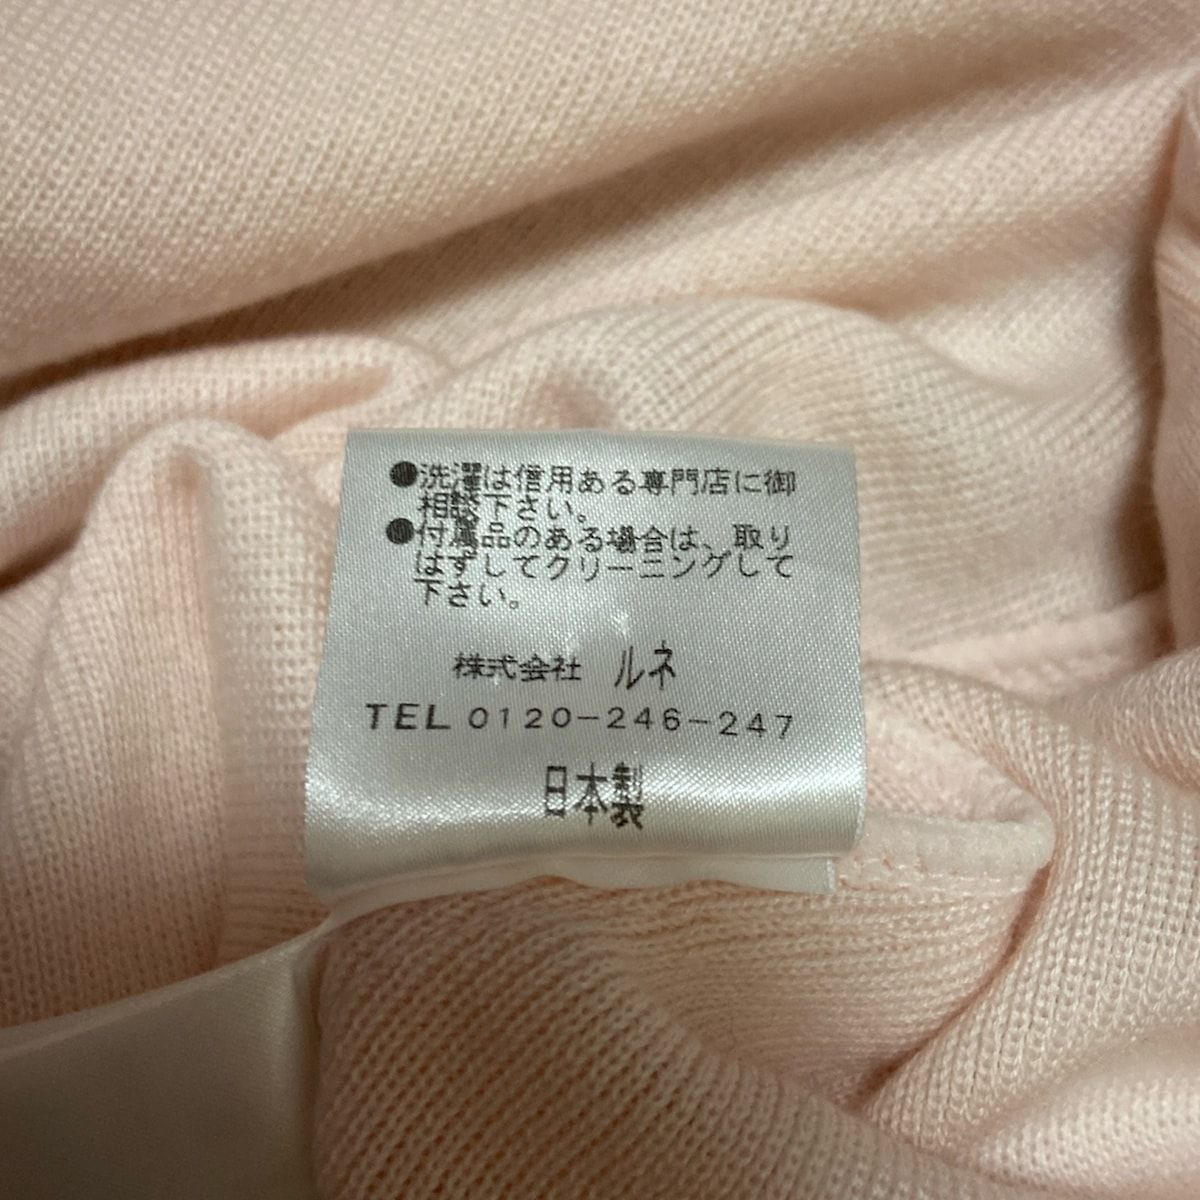 ●洗濯は信用ある専門店に御
相談下さい。
●付属品のある場合は、取り
はずしてクリーニングして
下さい。
株式会社 ルネ
TEL 0120-246-247
日本製